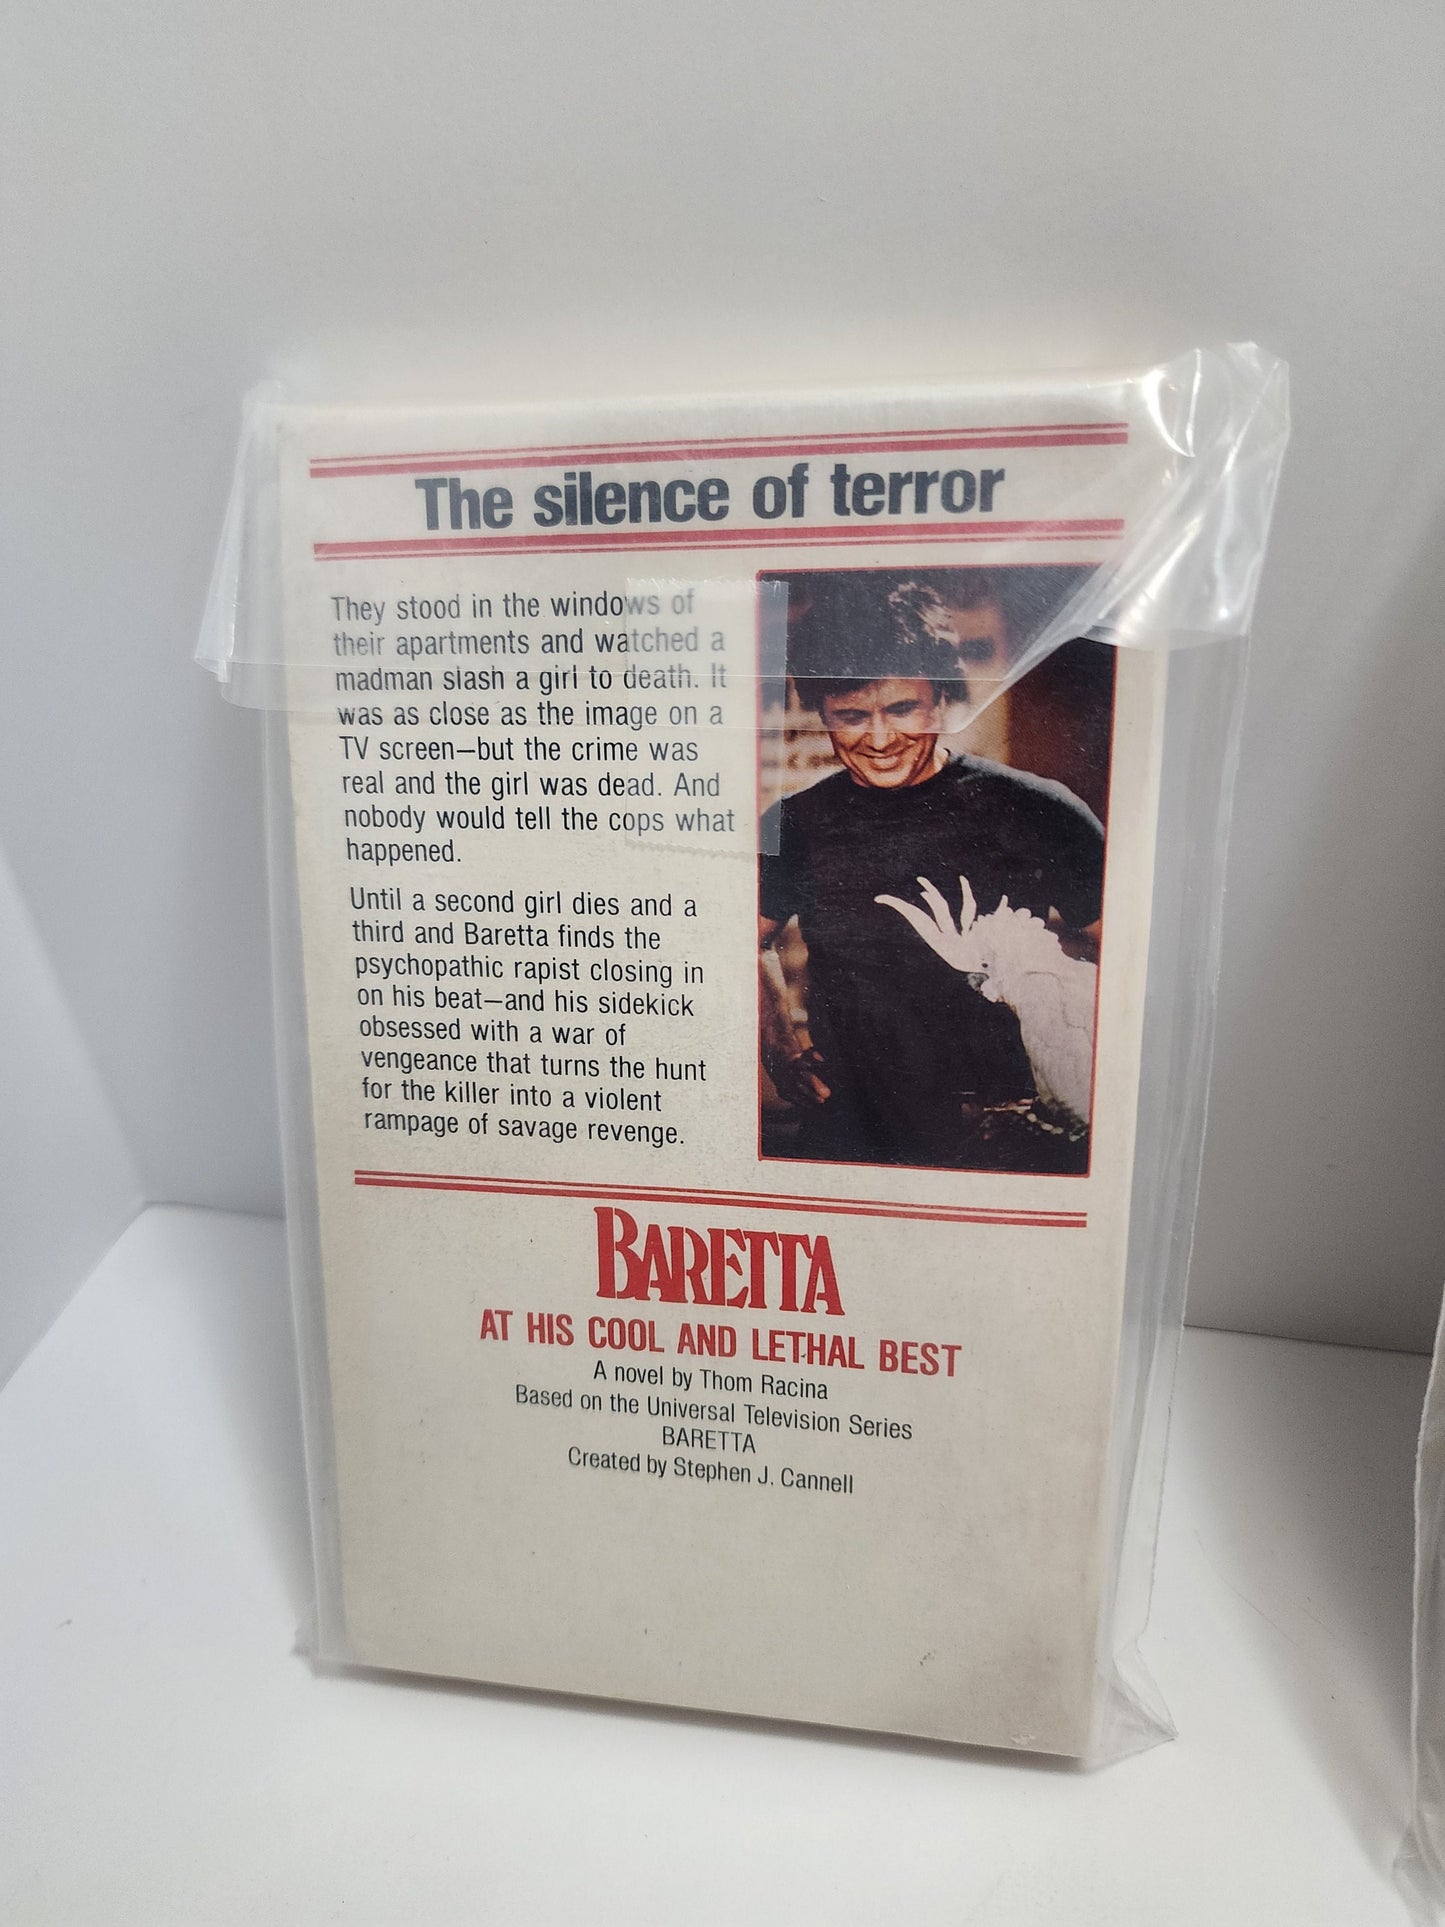 The silence of terror
They stood in the windows of
their apartments and watched a
madman slash a girl to death. It
was as close as the image on a
TV screen—but the crime was
real and the girl was dead. And
nobody would tell the cops what
happened.
Until a second girl dies and a
third and Baretta finds the
psychopathic rapist closing in
on his beat—and his sidekick
obsessed with a war of
vengeance that turns the hunt
for the killer into a violent
rampage of savage revenge.
BARETTA
AT HIS COOL AND LETHAL BEST
A novel by Thom Racina
Based on the Universal Television Series
BARETTA
Created by Stephen J. Cannell